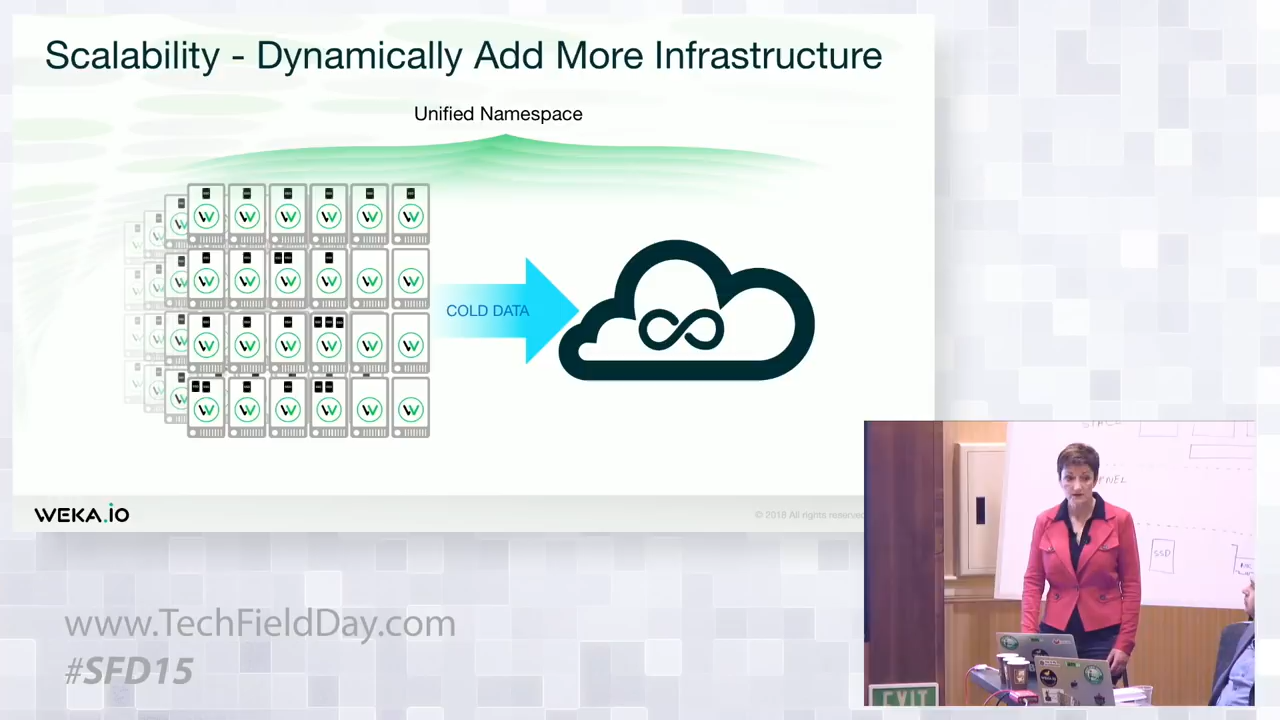 Scalability - Dynamically Add More Infrastructure
Unified Namespace
COLD DATA
WEKA.iO
© 2018 All rights reserved
www.TechFieldDay.com
#SFD15
SSD
EXIT